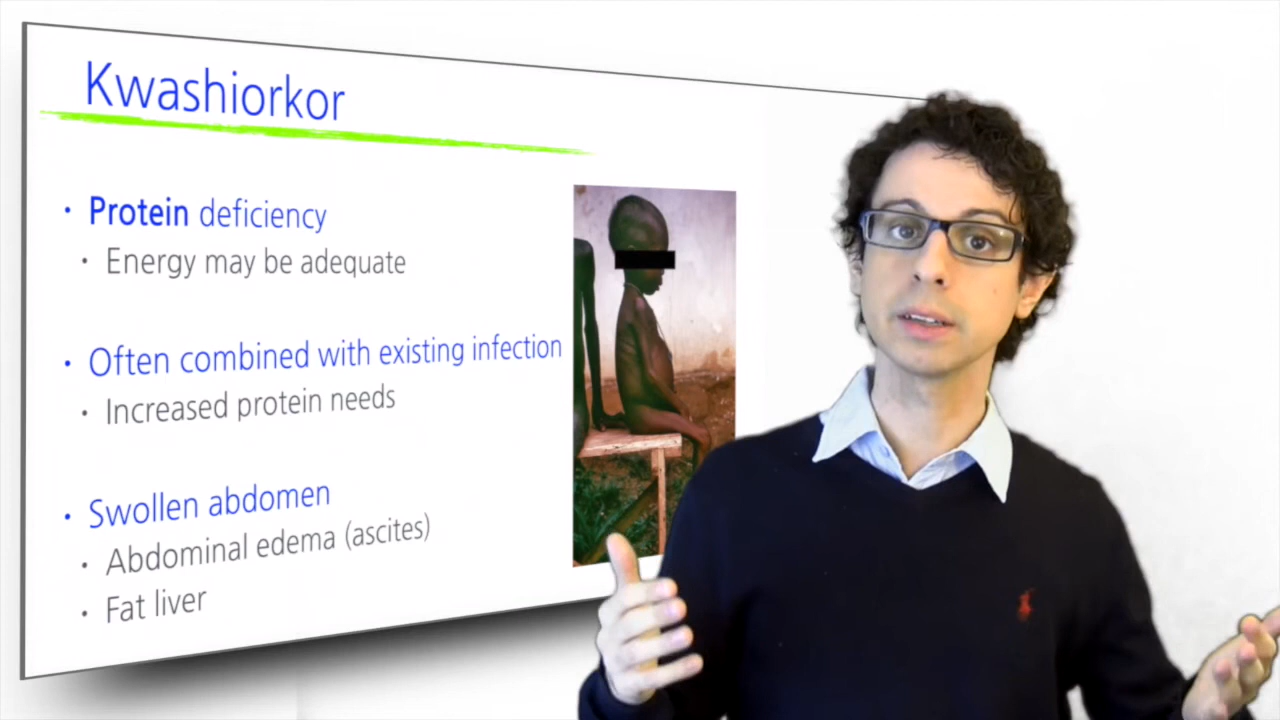 Kwashiorkor
• Protein deficiency
• Energy may be adequate
• Often combined with existing infection
• Increased protein needs
• Swollen abdomen
• Abdominal edema (ascites)
• Fat liver